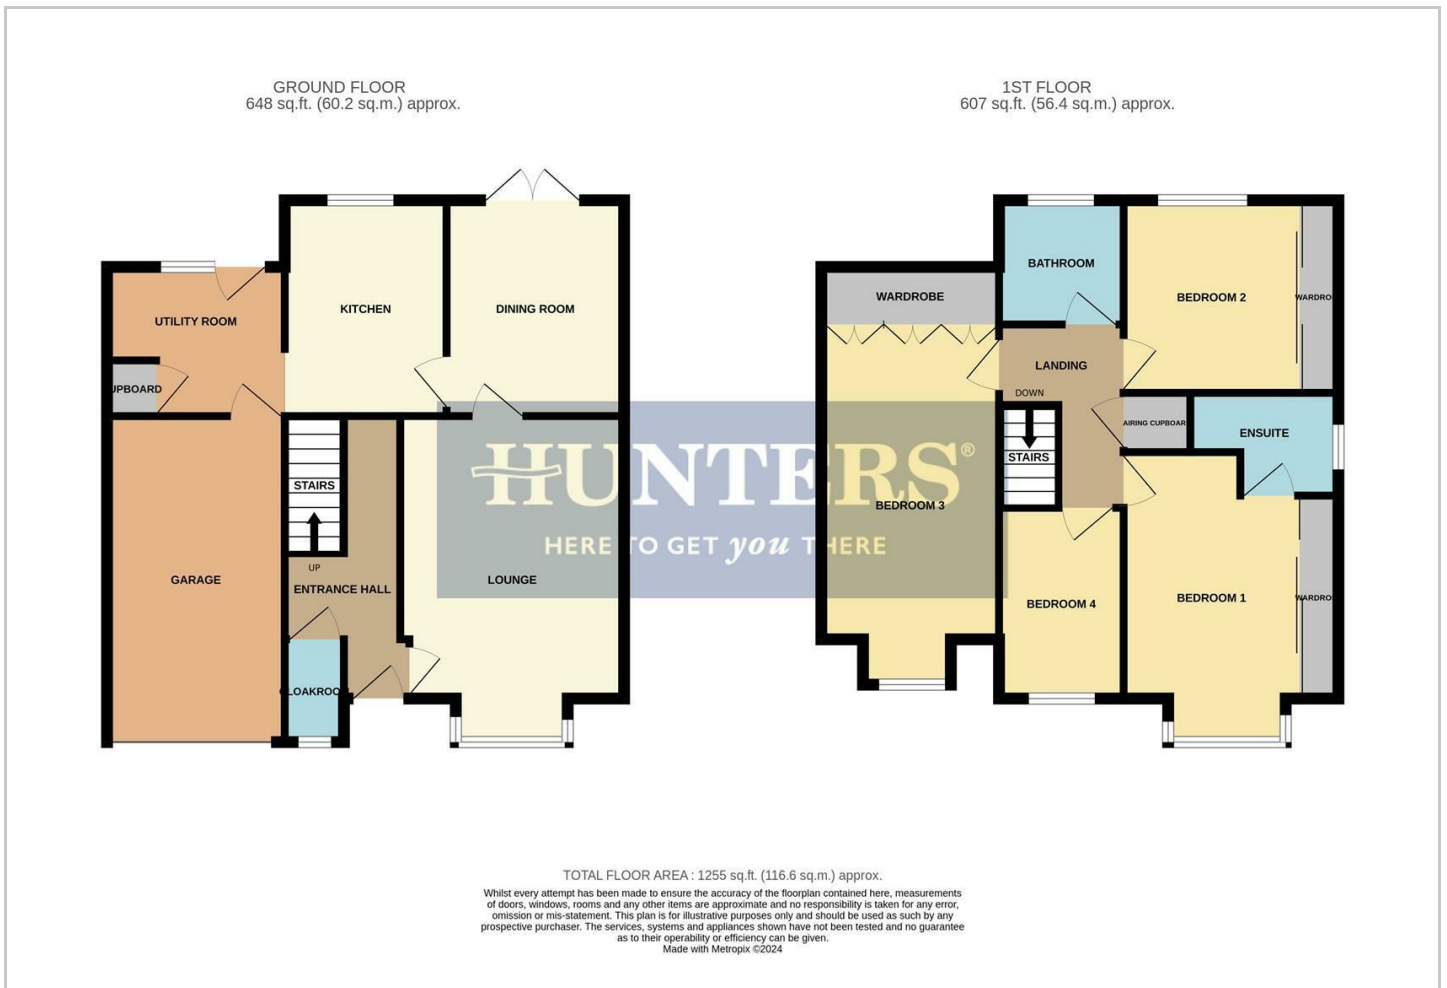 GROUND FLOOR
648 sq.ft. (60.2 sq.m.) approx.
1ST FLOOR
607 sq.ft. (56.4 sq.m.) approx.
UTILITY ROOM
KITCHEN
DINING ROOM
UPBOARD
STAIRS
UP
GARAGE
ENTRANCE HALL
LOUNGE
CLOAKROOM
WARDROBE
BATHROOM
BEDROOM 2
WARDRO
LANDING
DOWN
AIRING CUPBOAR
ENSUITE
STAIRS
BEDROOM 3
BEDROOM 4
BEDROOM 1
WARDRO
HUNTERS®
HERE TO GET you THERE
TOTAL FLOOR AREA : 1255 sq.ft. (116.6 sq.m.) approx.
Whilst every attempt has been made to ensure the accuracy of the floorplan contained here, measurements
of doors, windows, rooms and any other items are approximate and no responsibility is taken for any error,
omission or mis-statement. This plan is for illustrative purposes only and should be used as such by any
prospective purchaser. The services, systems and appliances shown have not been tested and no guarantee
as to their operability or efficiency can be given.
Made with Metropix ©2024